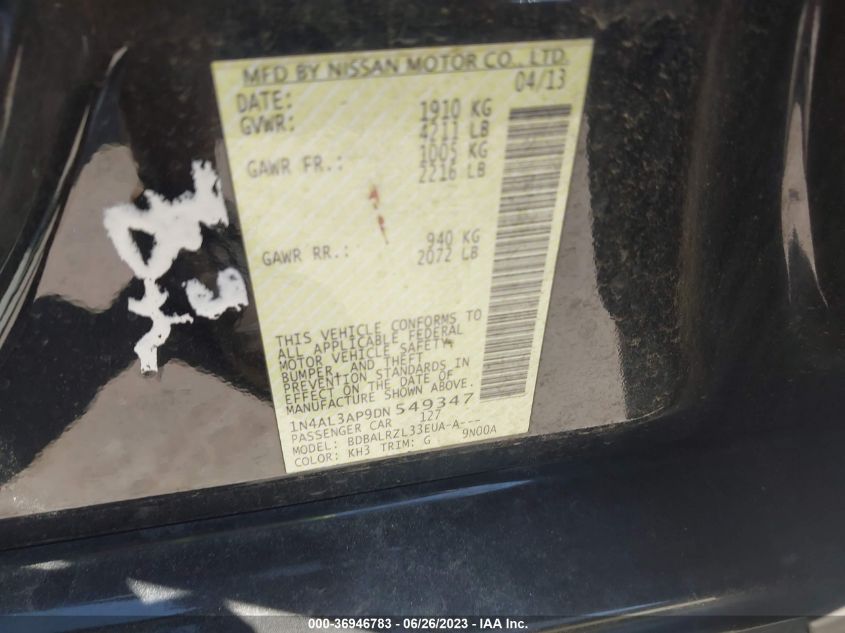 MFD BY NISSAN MOTOR CO., LTD.
DATE: 04/13
GVWR: 1910 KG
4211 LB
GAWR FR.: 1005 KG
2216 LB
GAWR RR.: 940 KG
2072 LB
THIS VEHICLE CONFORMS TO
ALL APPLICABLE FEDERAL
MOTOR VEHICLE SAFETY,
BUMPER, AND THEFT
PREVENTION STANDARDS IN
EFFECT ON THE DATE OF
MANUFACTURE SHOWN ABOVE.
1N4AL3AP9DN 549347
PASSENGER CAR 127
MODEL: BDBALRZL33EUA-A---
COLOR: KH3 TRIM: G 9N00A
000-36946783 / 06/26/2023 - IAA Inc.